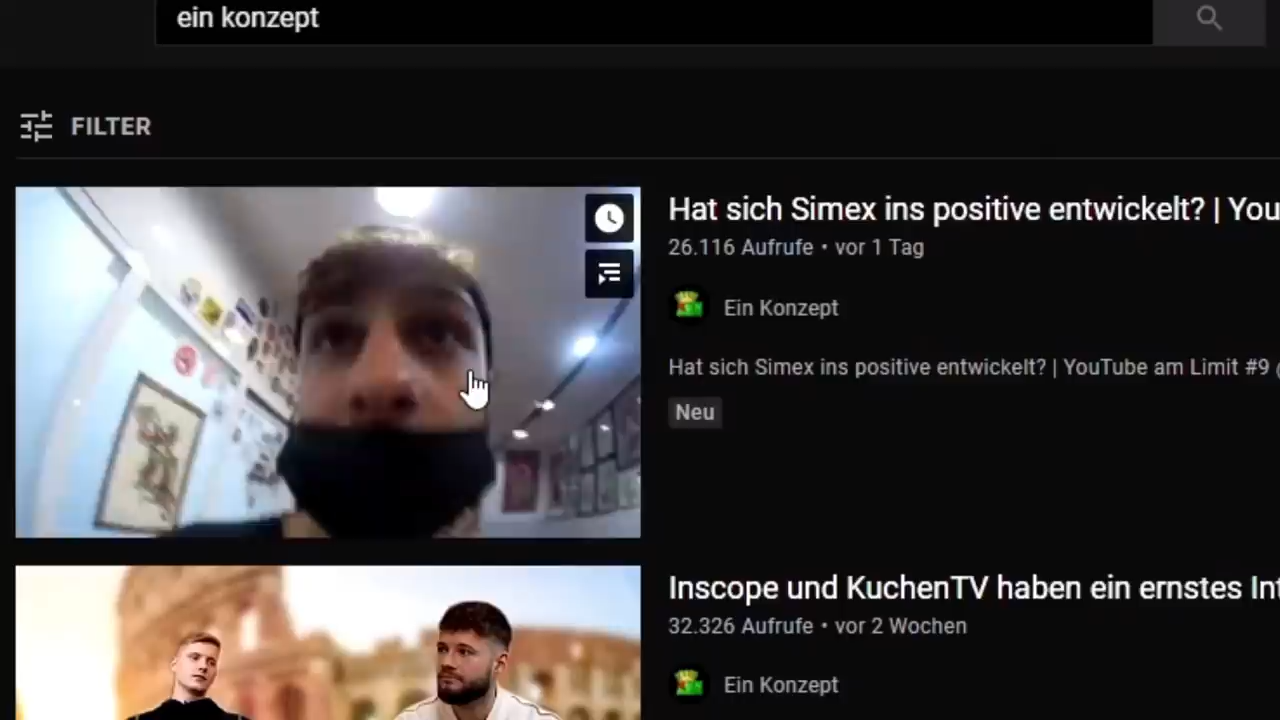 ein konzept
FILTER
Hat sich Simex ins positive entwickelt? | You
26.116 Aufrufe • vor 1 Tag
Ein Konzept
Hat sich Simex ins positive entwickelt? | YouTube am Limit #9
Neu
Inscope und KuchenTV haben ein ernstes Int
32.326 Aufrufe • vor 2 Wochen
Ein Konzept